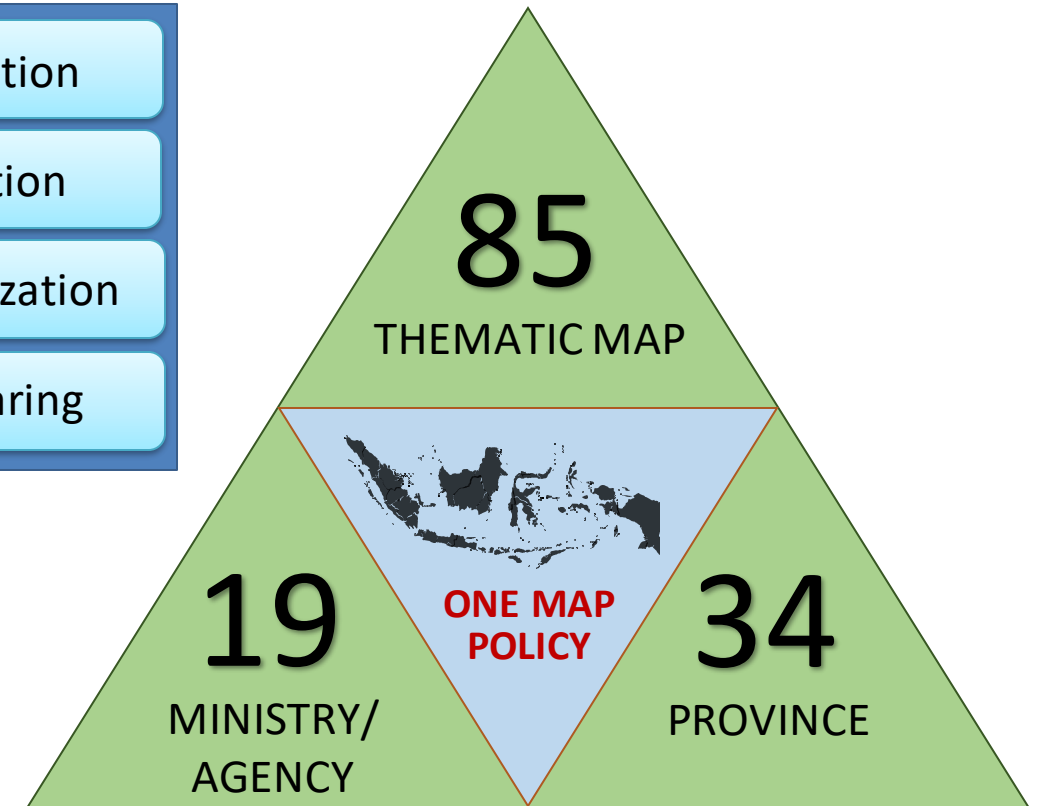 tion
tion
zation
ring
85
THEMATIC MAP
ONE MAP
POLICY
19
MINISTRY/
AGENCY
34
PROVINCE